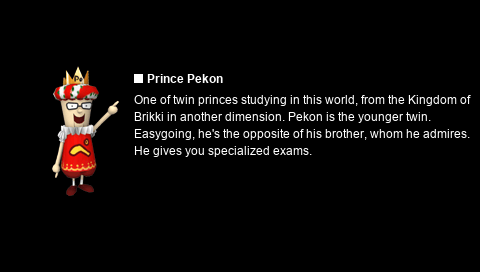 Prince Pekon
One of twin princes studying in this world, from the Kingdom of
Brikki in another dimension. Pekon is the younger twin.
Easygoing, he's the opposite of his brother, whom he admires.
He gives you specialized exams.